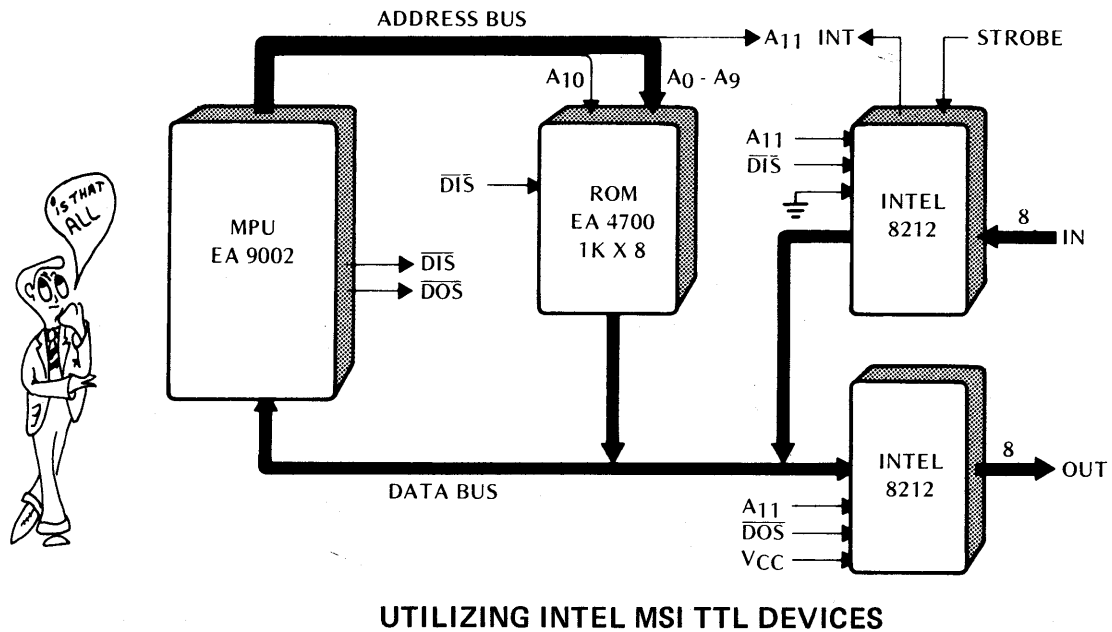 ADDRESS BUS
A11 INT
STROBE
A10
A0 - A9
A11
DIS
DIS
IS THAT
ALL
MPU
EA 9002
ROM
EA 4700
1K X 8
INTEL
8212
8
IN
DIS
DOS
DATA BUS
INTEL
8212
8
OUT
A11
DOS
VCC
UTILIZING INTEL MSI TTL DEVICES